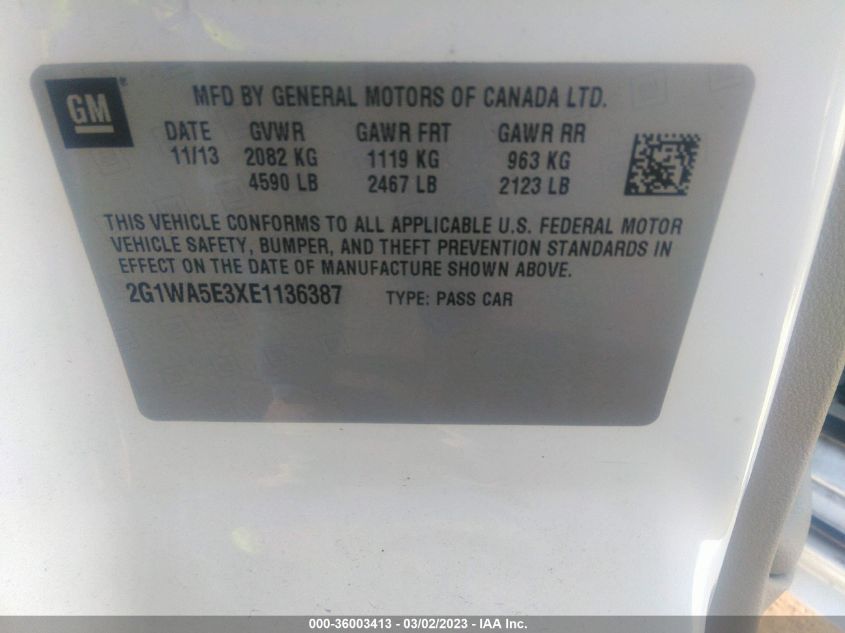 GM
MFD BY GENERAL MOTORS OF CANADA LTD.
DATE GVWR GAWR FRT GAWR RR
11/13 2082 KG 1119 KG 963 KG
4590 LB 2467 LB 2123 LB
THIS VEHICLE CONFORMS TO ALL APPLICABLE U.S. FEDERAL MOTOR
VEHICLE SAFETY, BUMPER, AND THEFT PREVENTION STANDARDS IN
EFFECT ON THE DATE OF MANUFACTURE SHOWN ABOVE.
2G1WA5E3XE1136387 TYPE: PASS CAR
000-36003413 - 03/02/2023 - IAA Inc.